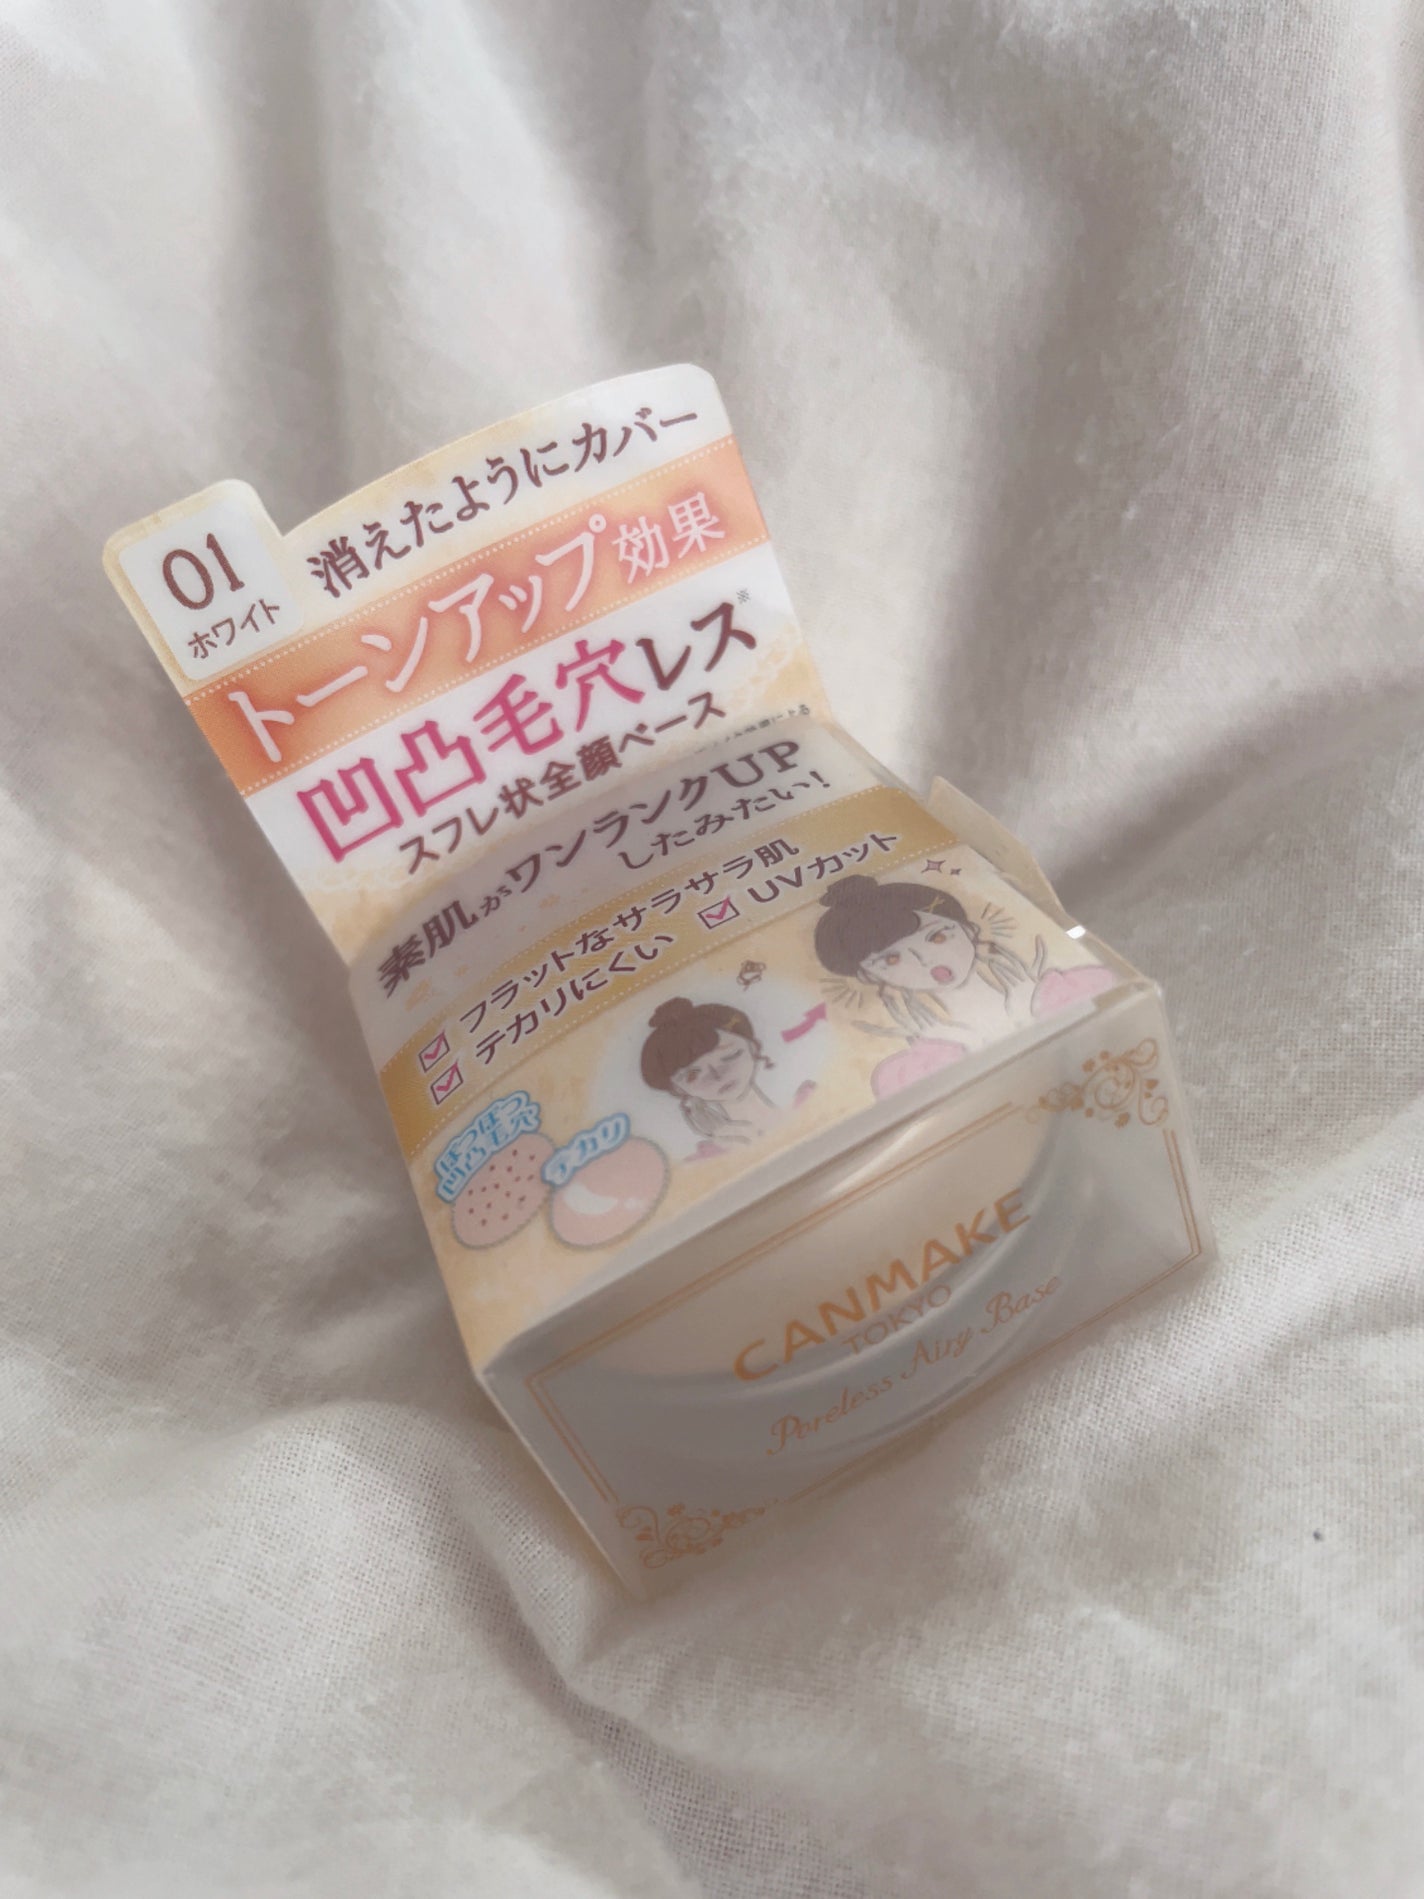 01
ホワイト
消えたようにカバー
トーンアップ効果
凹凸毛穴レス※
スフレ状全顔ベース
素肌がワンランクUP
したみたい!
フラットなサラサラ肌
テカリにくい
UVカット
ぽつぽつ
凹凸毛穴
テカリ
CANMAKE
TOKYO
Poreless Airy Base